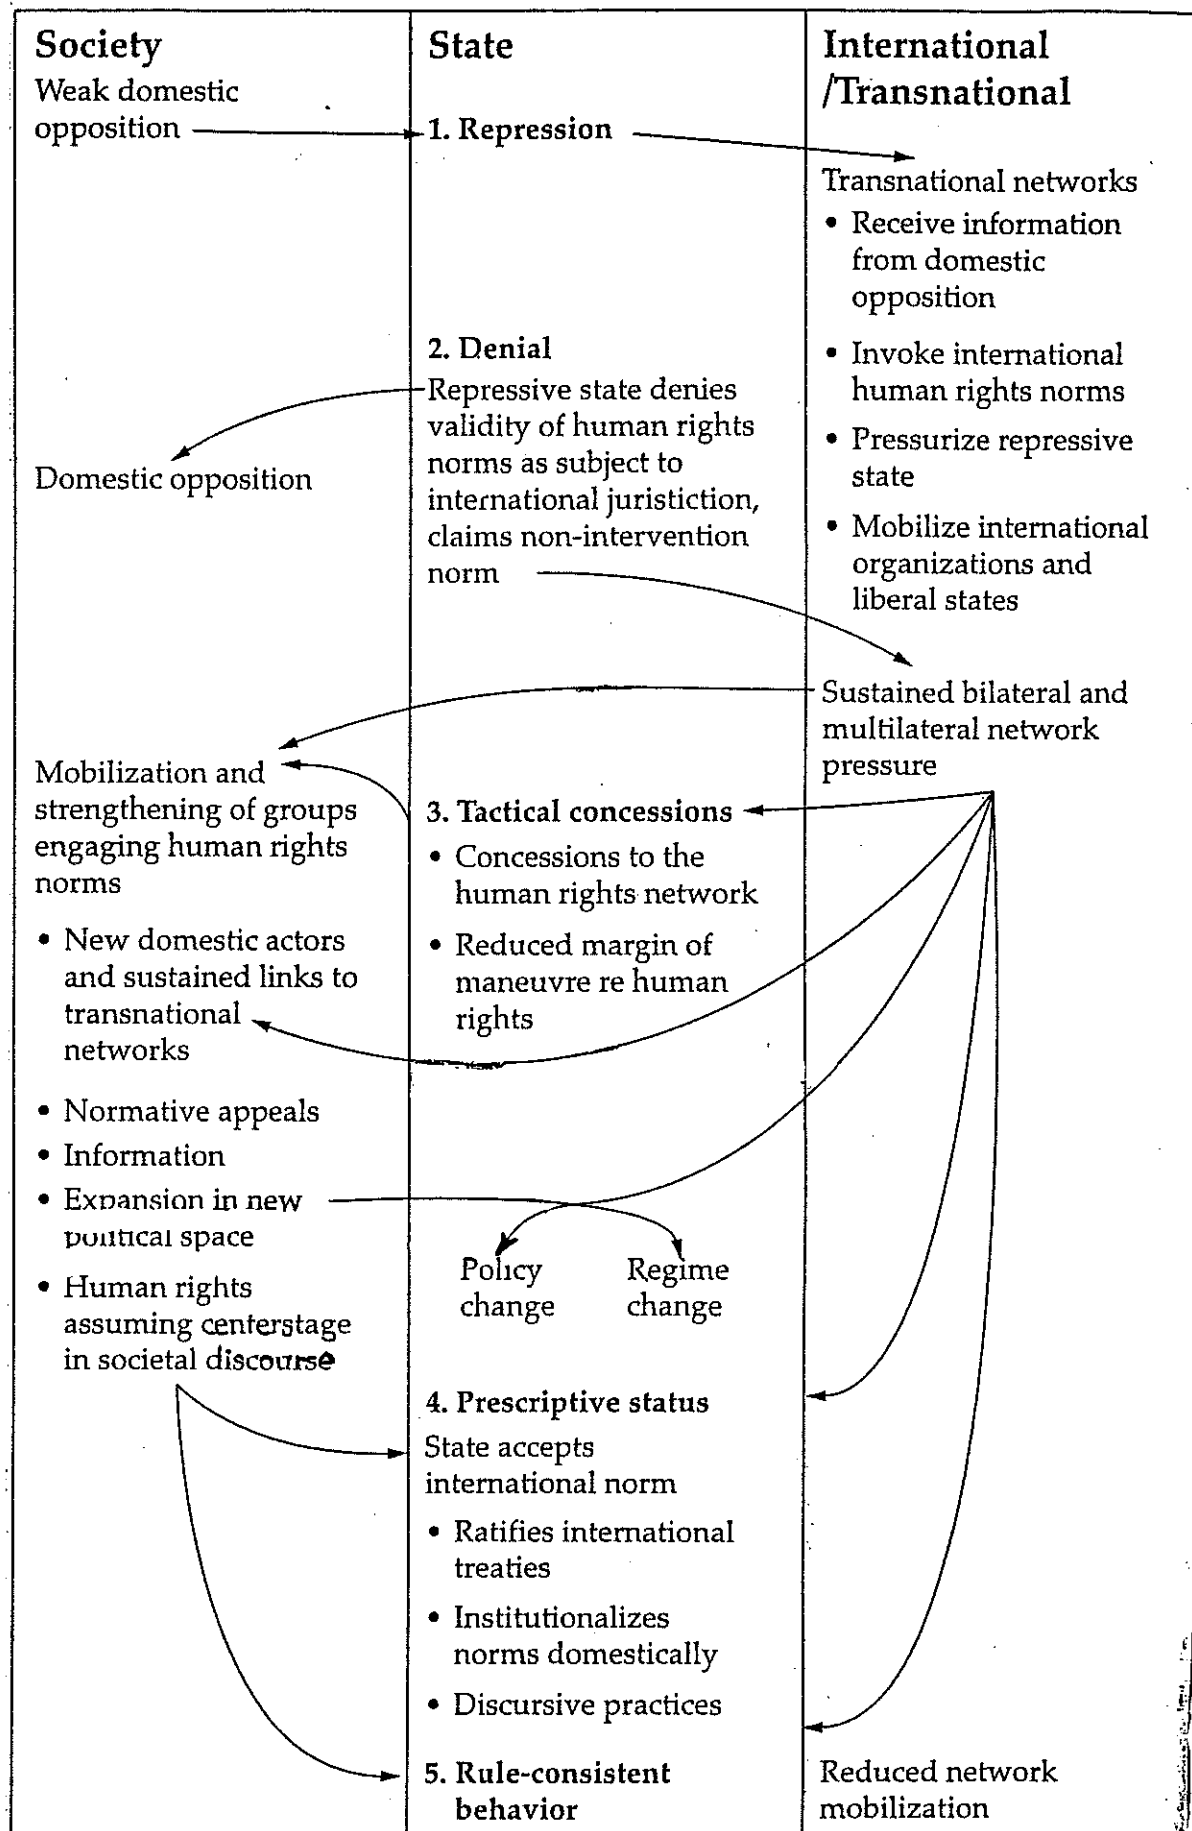 Society
Weak domestic
opposition
Domestic opposition
Mobilization and
strengthening of groups
engaging human rights
norms
• New domestic actors
and sustained links to
transnational
networks
• Normative appeals
• Information
• Expansion in new
political space
• Human rights
assuming centerstage
in societal discourse
State
1. Repression
2. Denial
Repressive state denies
validity of human rights
norms as subject to
international juristiction,
claims non-intervention
norm
3. Tactical concessions
• Concessions to the
human rights network
• Reduced margin of
maneuvre re human
rights
Policy
change
Regime
change
4. Prescriptive status
State accepts
international norm
• Ratifies international
treaties
• Institutionalizes
norms domestically
• Discursive practices
5. Rule-consistent
behavior
International
/Transnational
Transnational networks
• Receive information
from domestic
opposition
• Invoke international
human rights norms
• Pressurize repressive
state
• Mobilize international
organizations and
liberal states
Sustained bilateral and
multilateral network
pressure
Reduced network
mobilization